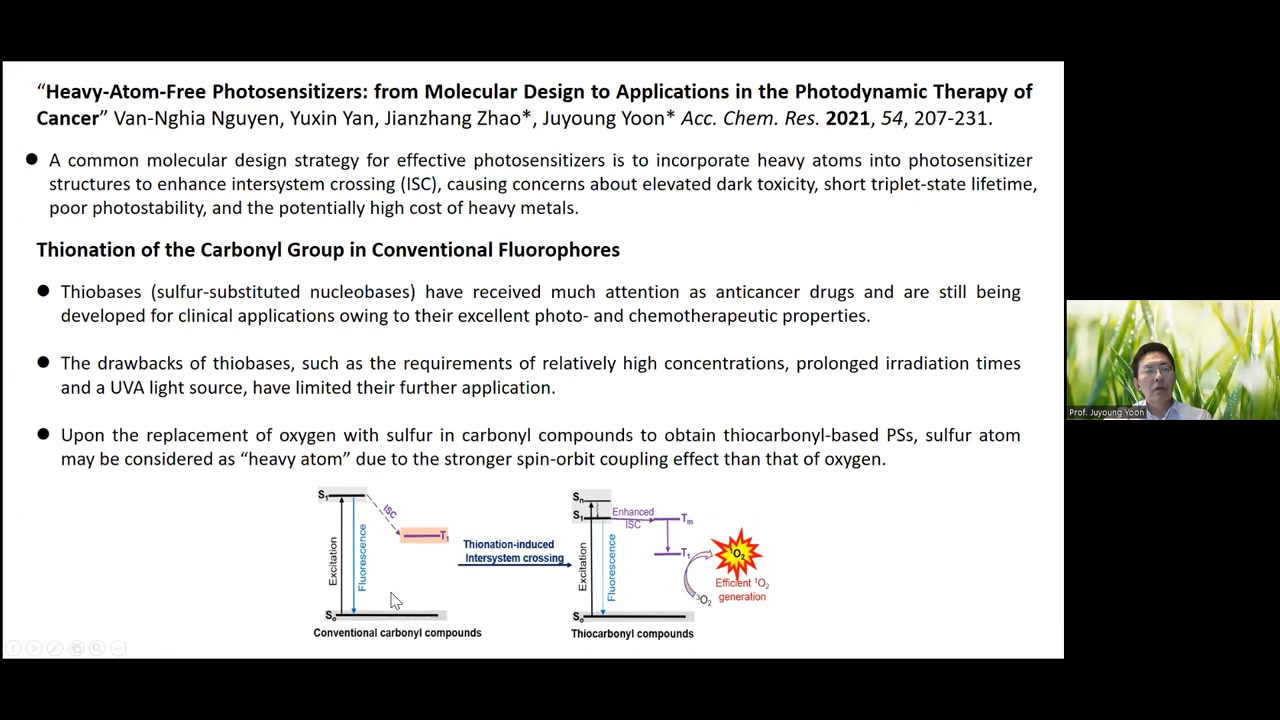 “Heavy-Atom-Free Photosensitizers: from Molecular Design to Applications in the Photodynamic Therapy of
Cancer” Van-Nghia Nguyen, Yuxin Yan, Jianzhang Zhao*, Juyoung Yoon* Acc. Chem. Res. 2021, 54, 207-231.
● A common molecular design strategy for effective photosensitizers is to incorporate heavy atoms into photosensitizer
structures to enhance intersystem crossing (ISC), causing concerns about elevated dark toxicity, short triplet-state lifetime,
poor photostability, and the potentially high cost of heavy metals.
Thionation of the Carbonyl Group in Conventional Fluorophores
● Thiobases (sulfur-substituted nucleobases) have received much attention as anticancer drugs and are still being
developed for clinical applications owing to their excellent photo- and chemotherapeutic properties.
● The drawbacks of thiobases, such as the requirements of relatively high concentrations, prolonged irradiation times
and a UVA light source, have limited their further application.
● Upon the replacement of oxygen with sulfur in carbonyl compounds to obtain thiocarbonyl-based PSs, sulfur atom
may be considered as “heavy atom” due to the stronger spin-orbit coupling effect than that of oxygen.
S1
ISC
T1
Excitation
Fluorescence
S0
Conventional carbonyl compounds
Thionation-induced
Intersystem crossing
Sn
S1
Enhanced
ISC
Tm
T1
Excitation
Fluorescence
¹O2
³O2
Efficient ¹O2
generation
S0
Thiocarbonyl compounds
Prof. Juyoung Yoon